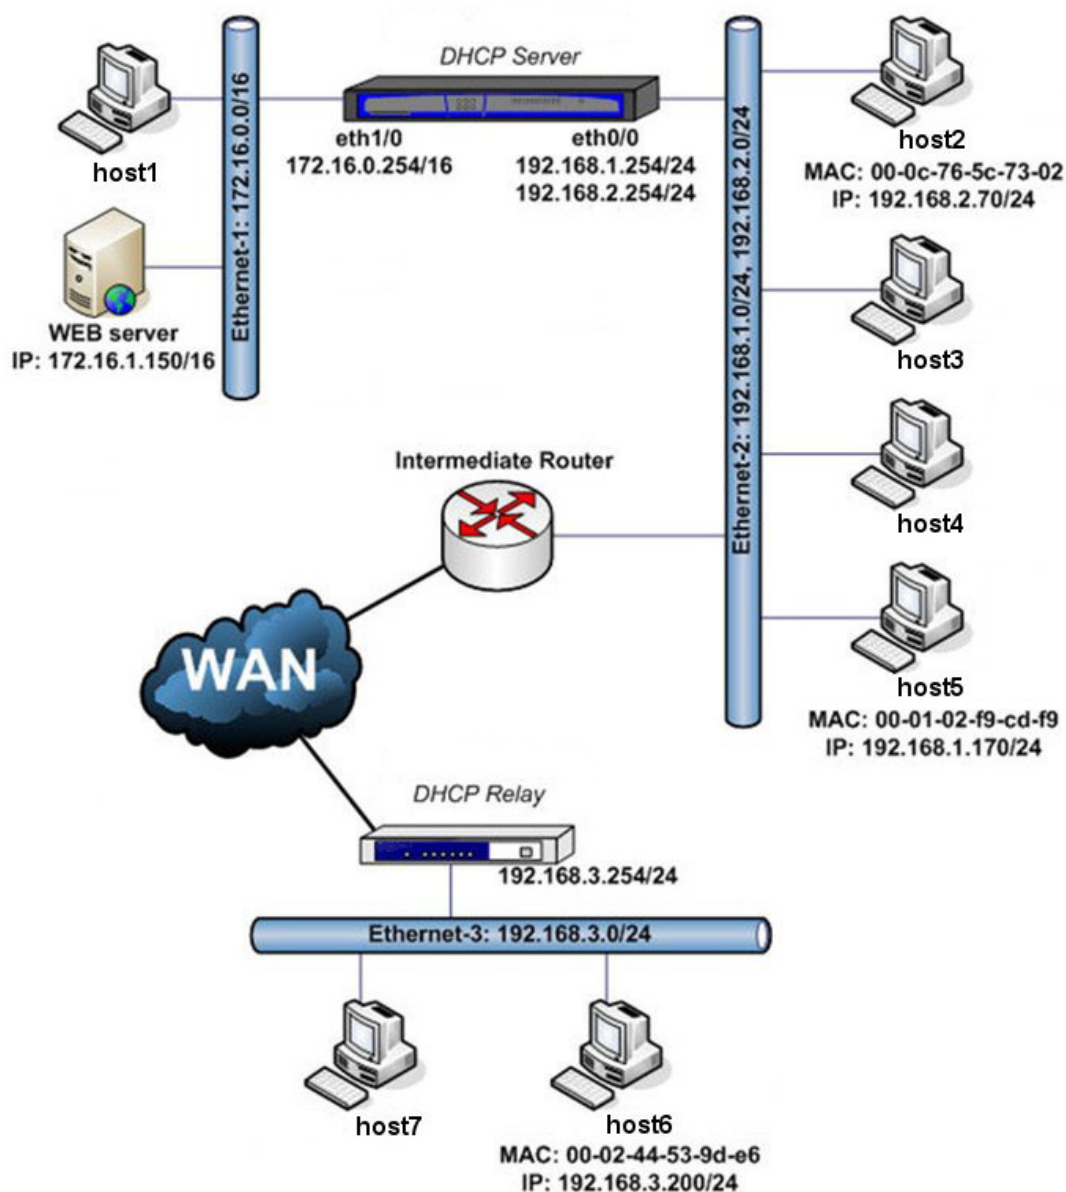 DHCP Server
eth1/0
172.16.0.254/16
eth0/0
192.168.1.254/24
192.168.2.254/24
host1
WEB server
IP: 172.16.1.150/16
Ethernet-1: 172.16.0.0/16
Ethernet-2: 192.168.1.0/24, 192.168.2.0/24
host2
MAC: 00-0c-76-5c-73-02
IP: 192.168.2.70/24
host3
host4
host5
MAC: 00-01-02-f9-cd-f9
IP: 192.168.1.170/24
Intermediate Router
WAN
DHCP Relay
192.168.3.254/24
Ethernet-3: 192.168.3.0/24
host7
host6
MAC: 00-02-44-53-9d-e6
IP: 192.168.3.200/24